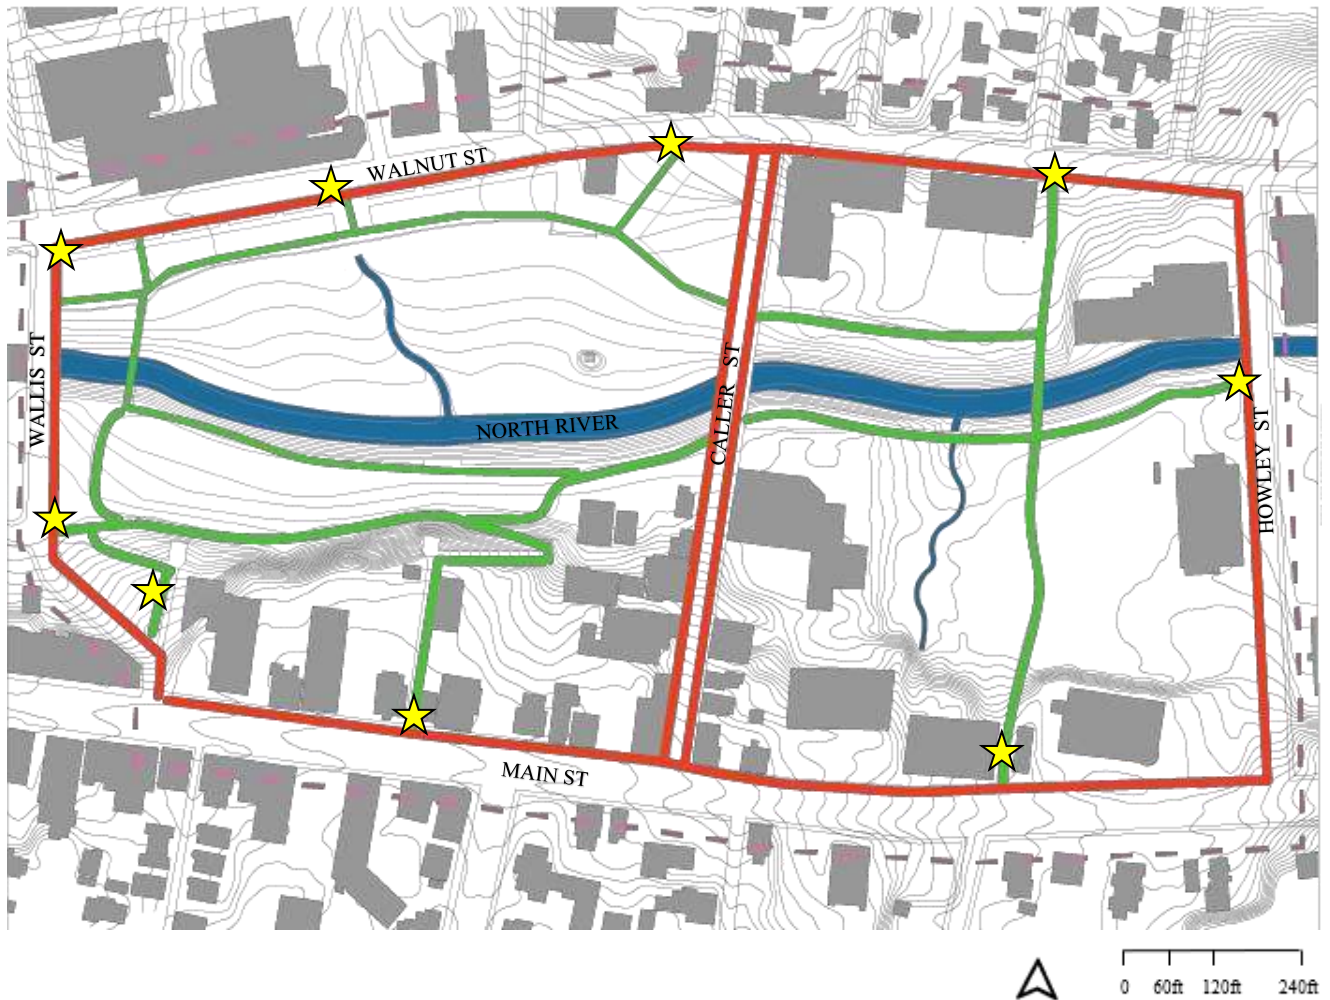 WALNUT ST
WALLIS ST
CALLER ST
NORTH RIVER
HOWLEY ST
MAIN ST
0 60ft 120ft 240ft